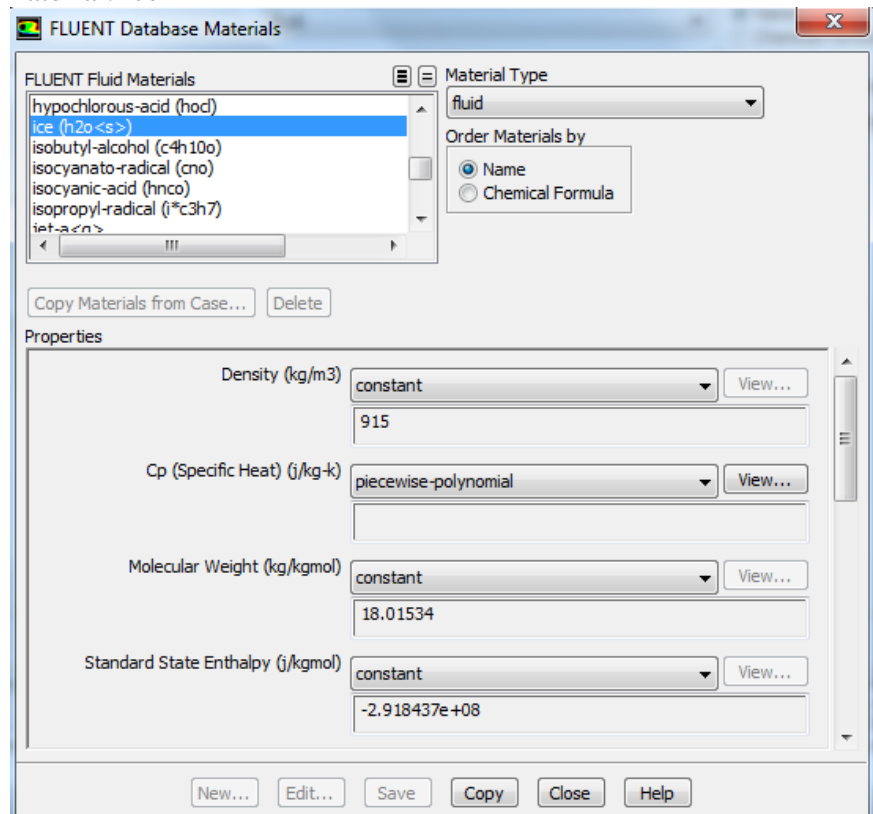 FLUENT Database Materials
FLUENT Fluid Materials
Material Type
hypochlorous-acid (hocl)
fluid
ice (h2o<s>)
isobutyl-alcohol (c4h10o)
Order Materials by
isocyanato-radical (cno)
Name
isocyanic-acid (hnco)
Chemical Formula
isopropyl-radical (i*c3h7)
jet-a<g>
Copy Materials from Case... Delete
Properties
Density (kg/m3) constant View...
915
Cp (Specific Heat) (j/kg-k) piecewise-polynomial View...
Molecular Weight (kg/kgmol) constant View...
18.01534
Standard State Enthalpy (j/kgmol) constant View...
-2.918437e+08
New... Edit... Save Copy Close Help